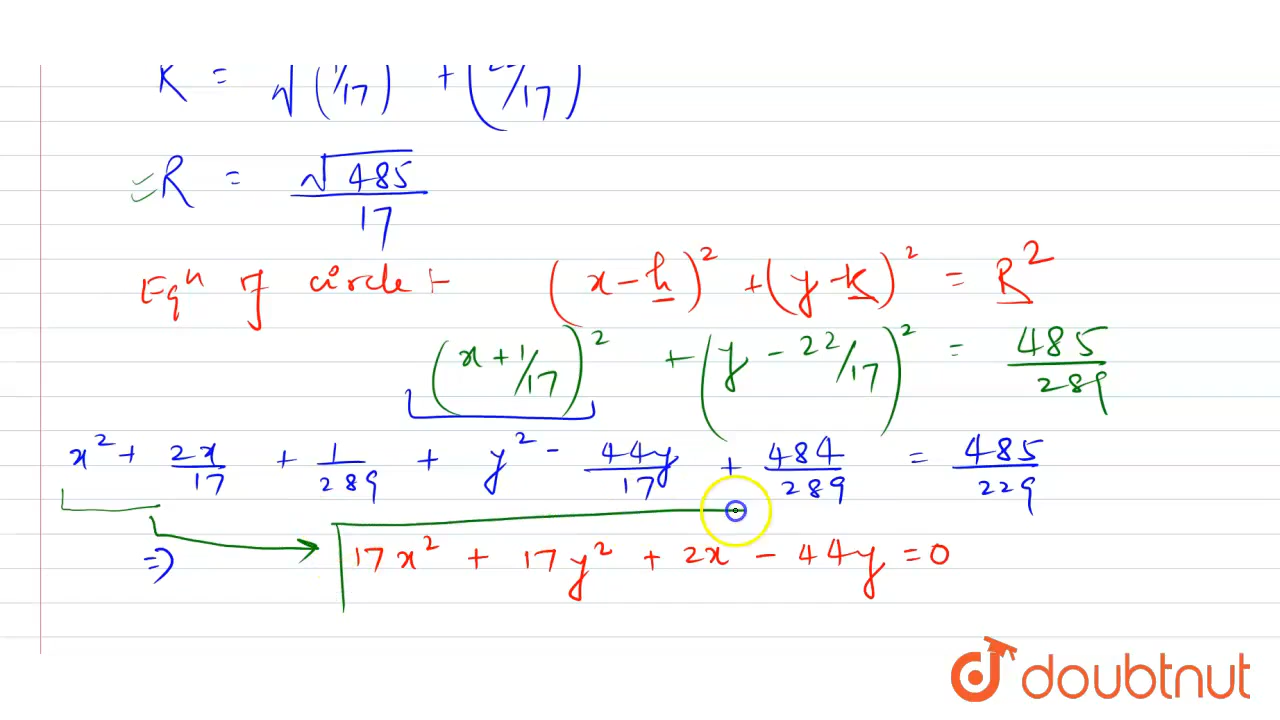 R = √(1/17) + (22/17)
R = √485/17
Eqⁿ of circle :- (x-h)² + (y-k)² = R²
(x + 1/17)² + (y - 22/17)² = 485/289
x² + 2x/17 + 1/289 + y² - 44y/17 + 484/289 = 485/229
⇒ 17x² + 17y² + 2x - 44y = 0
doubtnut